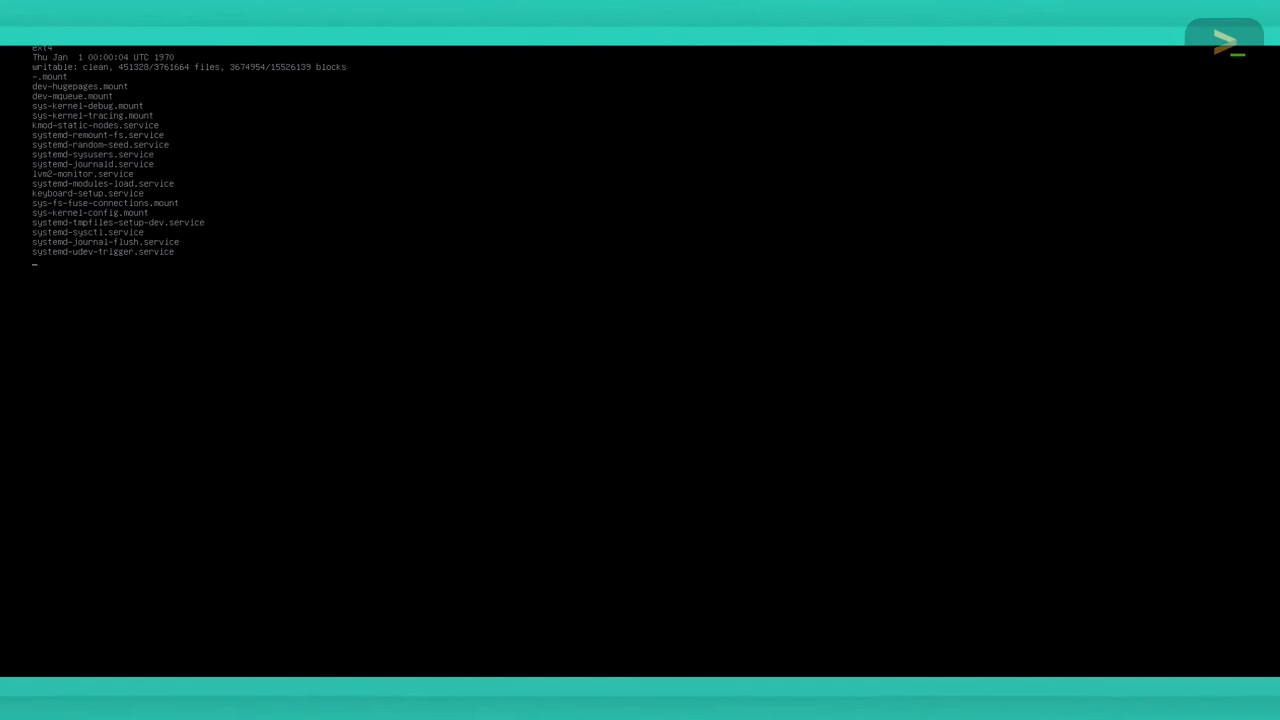 ext4
Thu Jan  1 00:00:04 UTC 1970
writable: clean, 451328/3761664 files, 3674954/15526139 blocks
-.mount
dev-hugepages.mount
dev-mqueue.mount
sys-kernel-debug.mount
sys-kernel-tracing.mount
kmod-static-nodes.service
systemd-remount-fs.service
systemd-random-seed.service
systemd-sysusers.service
systemd-journald.service
lvm2-monitor.service
systemd-modules-load.service
keyboard-setup.service
sys-fs-fuse-connections.mount
sys-kernel-config.mount
systemd-tmpfiles-setup-dev.service
systemd-sysctl.service
systemd-journal-flush.service
systemd-udev-trigger.service
_
>_